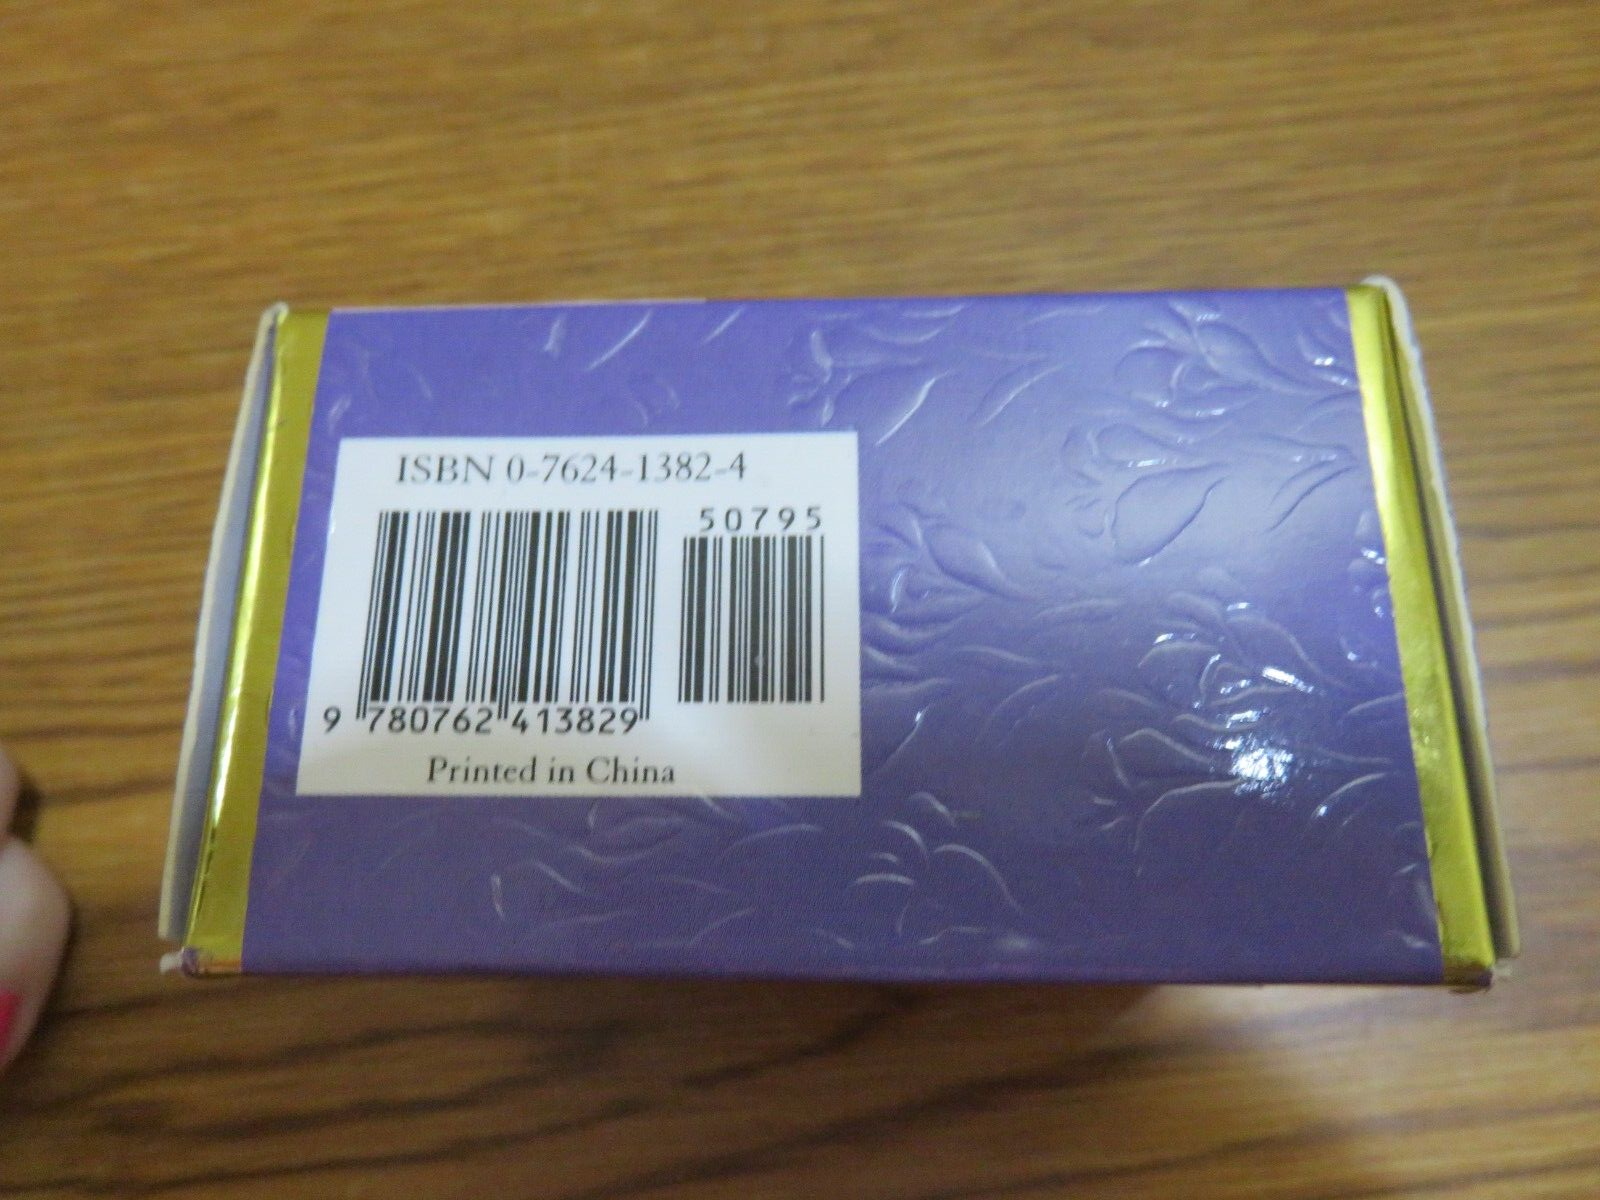 ISBN 0-7624-1382-4
50795
9 780762 413829
Printed in China